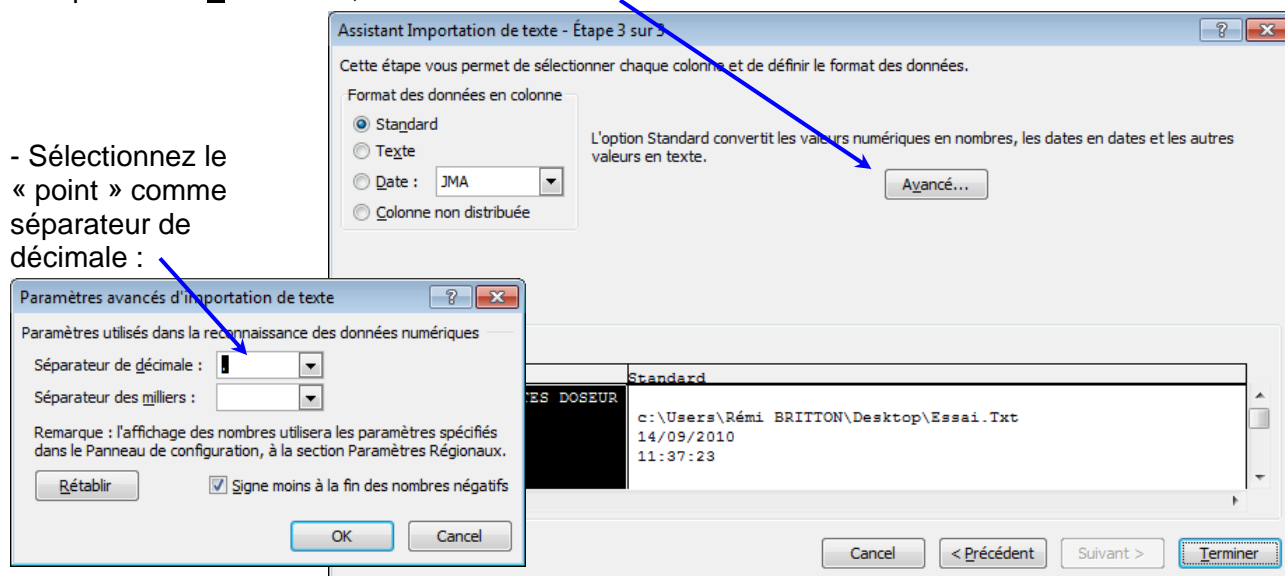 Assistant Importation de texte - Étape 3 sur 3
Cette étape vous permet de sélectionner chaque colonne et de définir le format des données.
Format des données en colonne
Standard
Texte
Date : JMA
Colonne non distribuée
L'option Standard convertit les valeurs numériques en nombres, les dates en dates et les autres
valeurs en texte.
Avancé...
- Sélectionnez le
« point » comme
séparateur de
décimale :
Paramètres avancés d'importation de texte
Paramètres utilisés dans la reconnaissance des données numériques
Séparateur de décimale : .
Séparateur des milliers :
Remarque : l'affichage des nombres utilisera les paramètres spécifiés
dans le Panneau de configuration, à la section Paramètres Régionaux.
Rétablir
Signe moins à la fin des nombres négatifs
OK
Cancel
Standard
TES DOSEUR
c:\Users\Rémi BRITTON\Desktop\Essai.Txt
14/09/2010
11:37:23
Cancel
< Précédent
Suivant >
Terminer